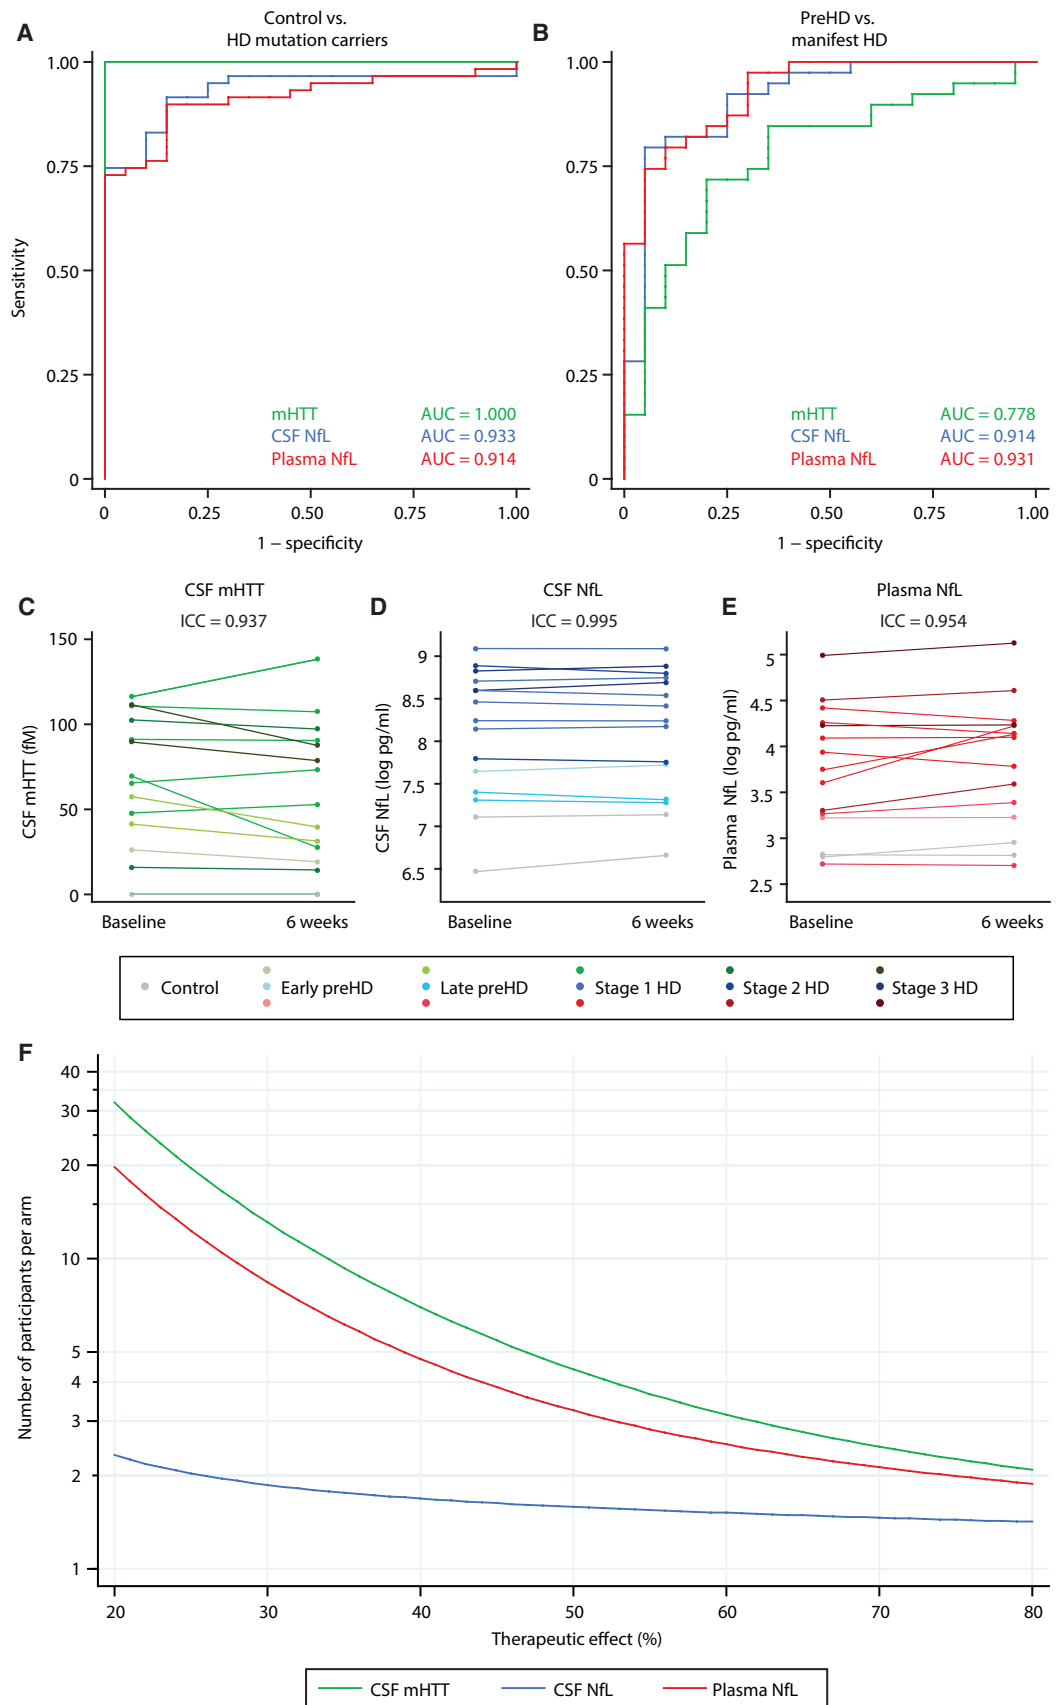 A
Control vs.
HD mutation carriers
B
PreHD vs.
manifest HD
Sensitivity
1.00
0.75
0.50
0.25
0
mHTT AUC = 1.000
CSF NfL AUC = 0.933
Plasma NfL AUC = 0.914
0 0.25 0.50 0.75 1.00
1 – specificity
1.00
0.75
0.50
0.25
0
mHTT AUC = 0.778
CSF NfL AUC = 0.914
Plasma NfL AUC = 0.931
0 0.25 0.50 0.75 1.00
1 – specificity
C
CSF mHTT
ICC = 0.937
CSF mHTT (fM)
150
100
50
0
Baseline 6 weeks
D
CSF NfL
ICC = 0.995
CSF NfL (log pg/ml)
9
8.5
8
7.5
7
6.5
Baseline 6 weeks
E
Plasma NfL
ICC = 0.954
Plasma NfL (log pg/ml)
5
4.5
4
3.5
3
2.5
Baseline 6 weeks
Control Early preHD Late preHD Stage 1 HD Stage 2 HD Stage 3 HD
F
Number of participants per arm
40
30
20
10
5
4
3
2
1
20 30 40 50 60 70 80
Therapeutic effect (%)
CSF mHTT CSF NfL Plasma NfL